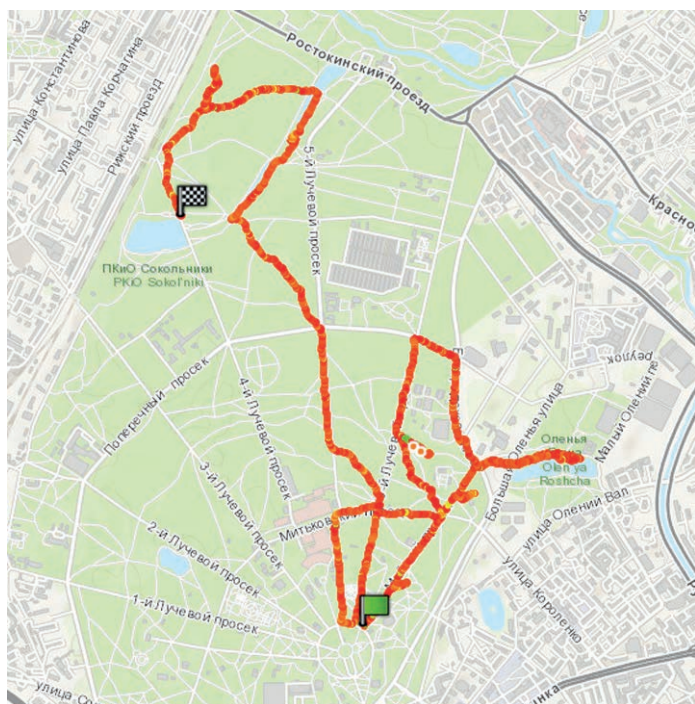 улица Константинова
улица Павла Корчагина
Рижский проезд
Ростокинский проезд
5-й Лучевой просек
ПКиО Сокольники
PKiO Sokol'niki
Поперечный просек
4-й Лучевой просек
3-й Лучевой просек
2-й Лучевой просек
1-й Лучевой просек
Большая Оленья улица
Малый Олений пе
реулок
Оленья
Olen'ya
Roshcha
улица Олений Вал
улица Короленко